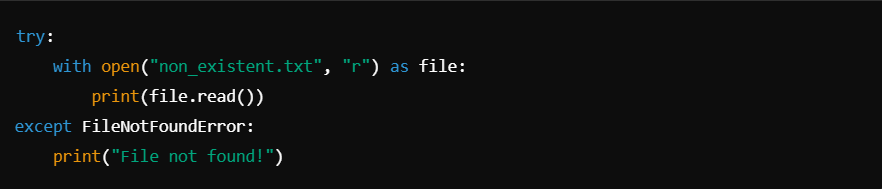 try:
    with open("non_existent.txt", "r") as file:
        print(file.read())
except FileNotFoundError:
    print("File not found!")